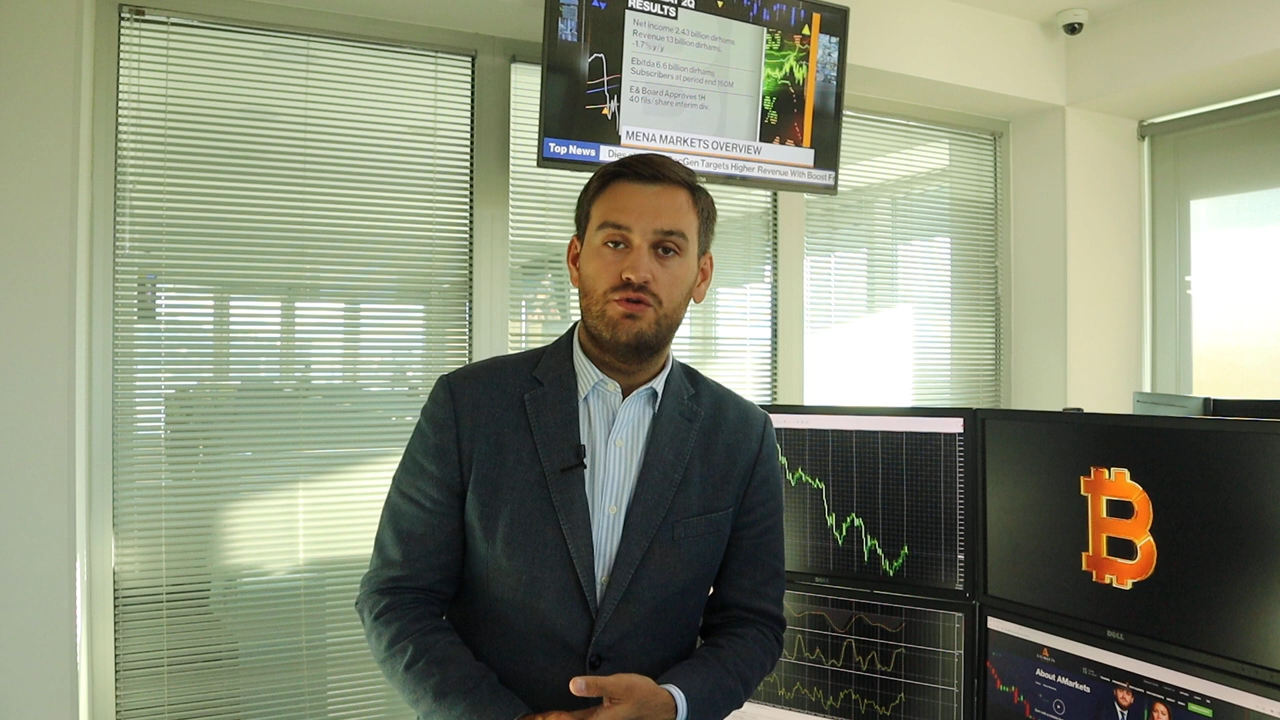 2Q
RESULTS
Net income 2.43 billion dirhams
Revenue 13 billion dirhams,
-1.7% y/y
Ebitda 6.6 billion dirhams
Subscribers at period end 160M
E& Board Approves 1H
40 fils/share interim div.
MENA MARKETS OVERVIEW
Top News
Gen Targets Higher Revenue With Boost F
DELL
DELL
About AMarkets